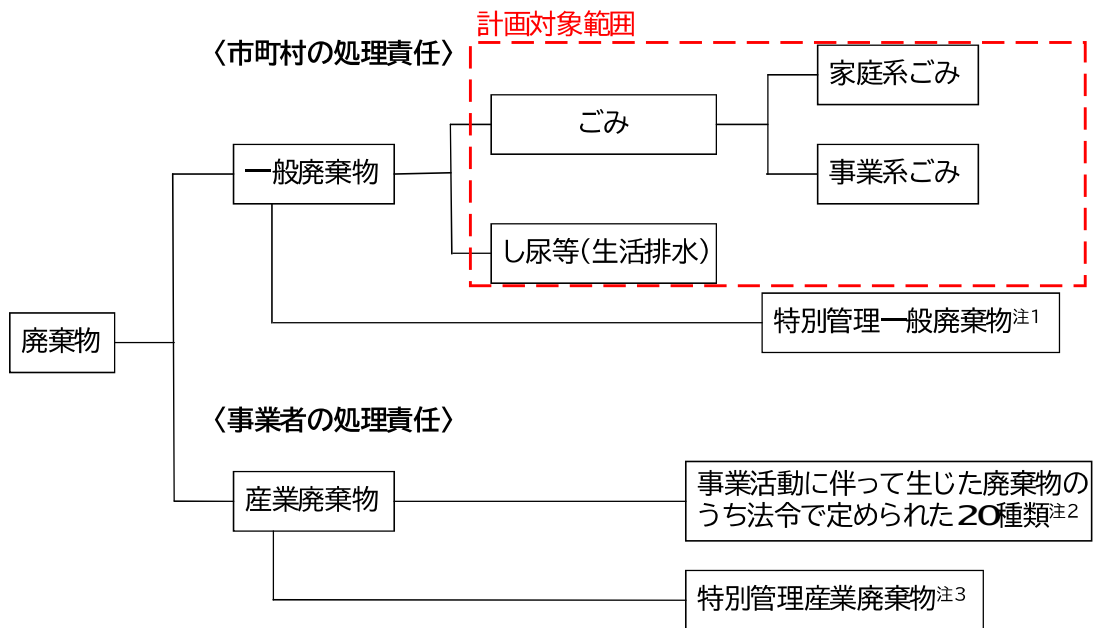 計画対象範囲
〈市町村の処理責任〉
家庭系ごみ
ごみ
一般廃棄物
事業系ごみ
し尿等(生活排水)
特別管理一般廃棄物注1
廃棄物
〈事業者の処理責任〉
産業廃棄物
事業活動に伴って生じた廃棄物の
うち法令で定められた20種類注2
特別管理産業廃棄物注3